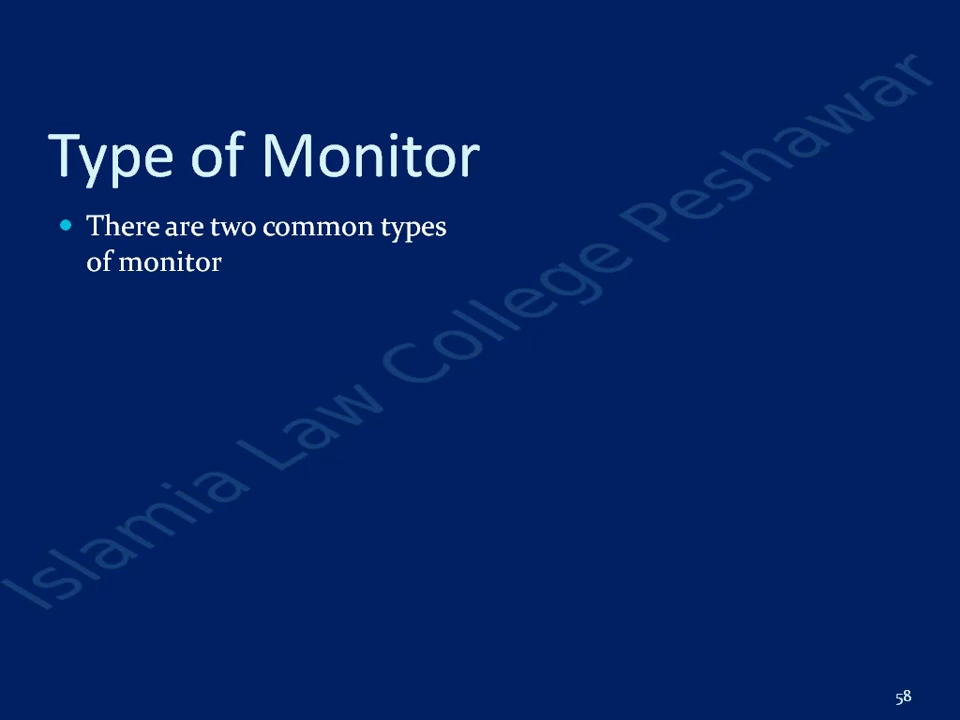 Type of Monitor
• There are two common types
of monitor
Islamia Law College Peshawar
58